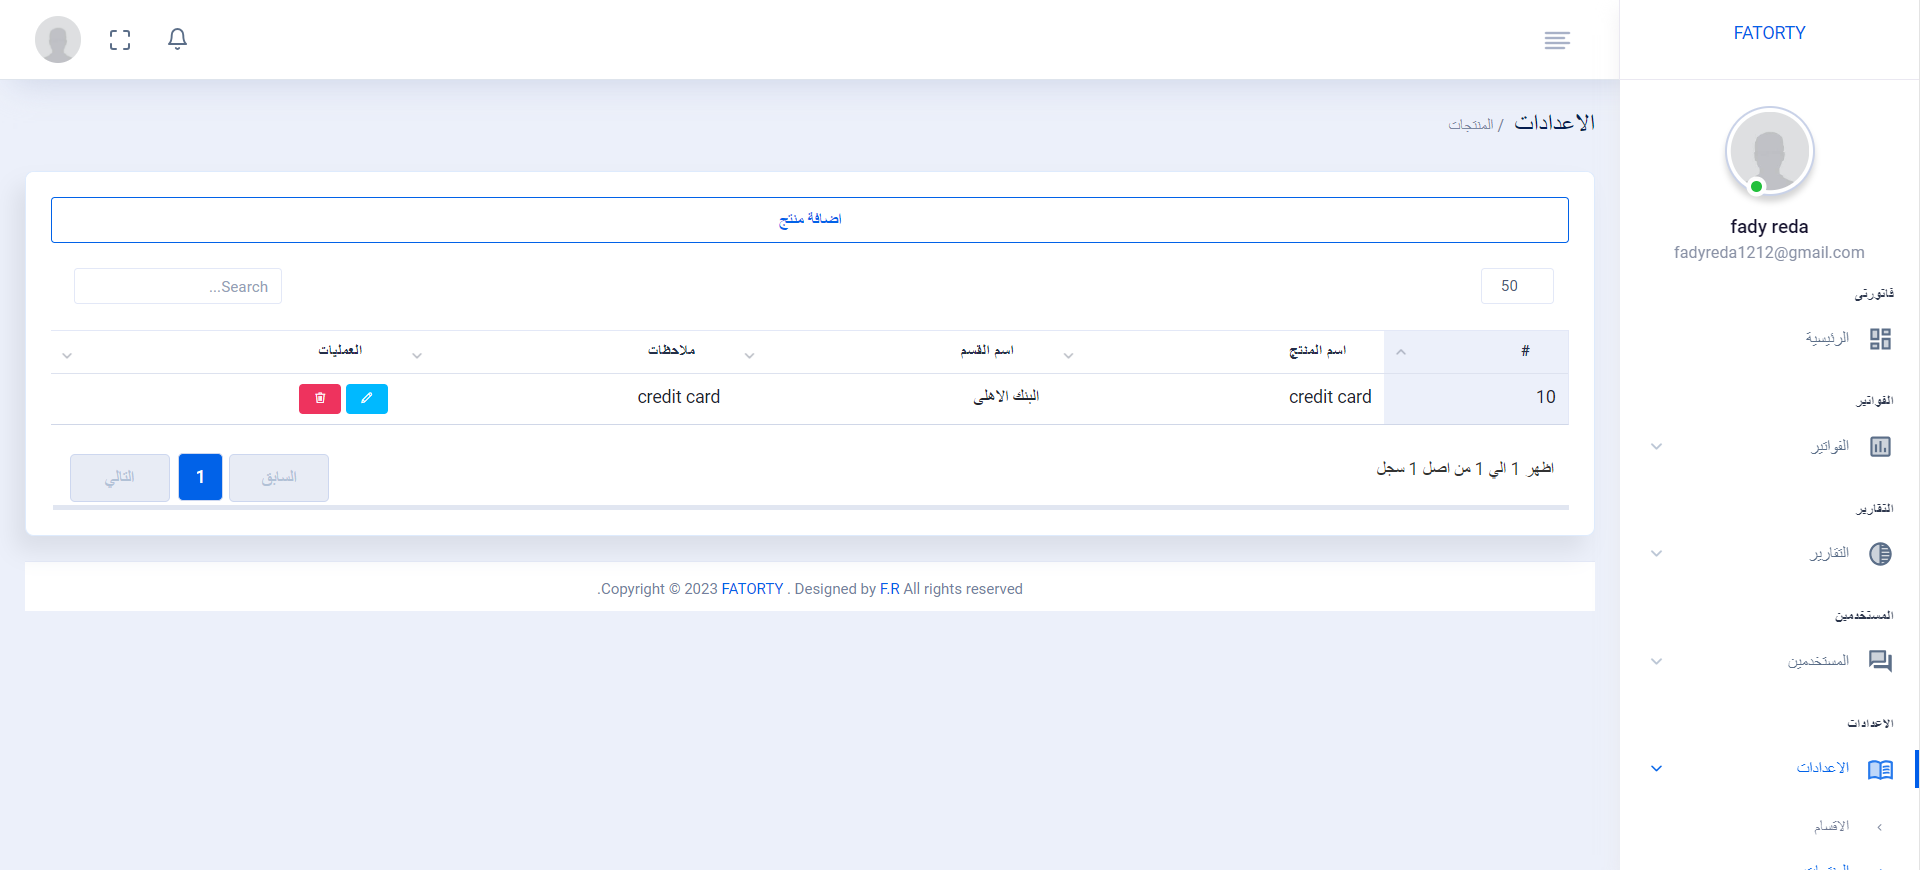 FATORTY
fady reda
fadyreda1212@gmail.com
فاتورتى
الرئيسية
الفواتير
الفواتير
التقارير
التقارير
المستخدمين
المستخدمين
الاعدادات
الاعدادات
الاقسام
الاعدادات / المنتجات
اضافة منتج
50
Search...
# اسم المنتج اسم القسم ملاحظات العمليات
10 credit card البنك الاهلى credit card
اظهر 1 الي 1 من اصل 1 سجل
السابق 1 التالي
Copyright © 2023 FATORTY . Designed by F.R All rights reserved.